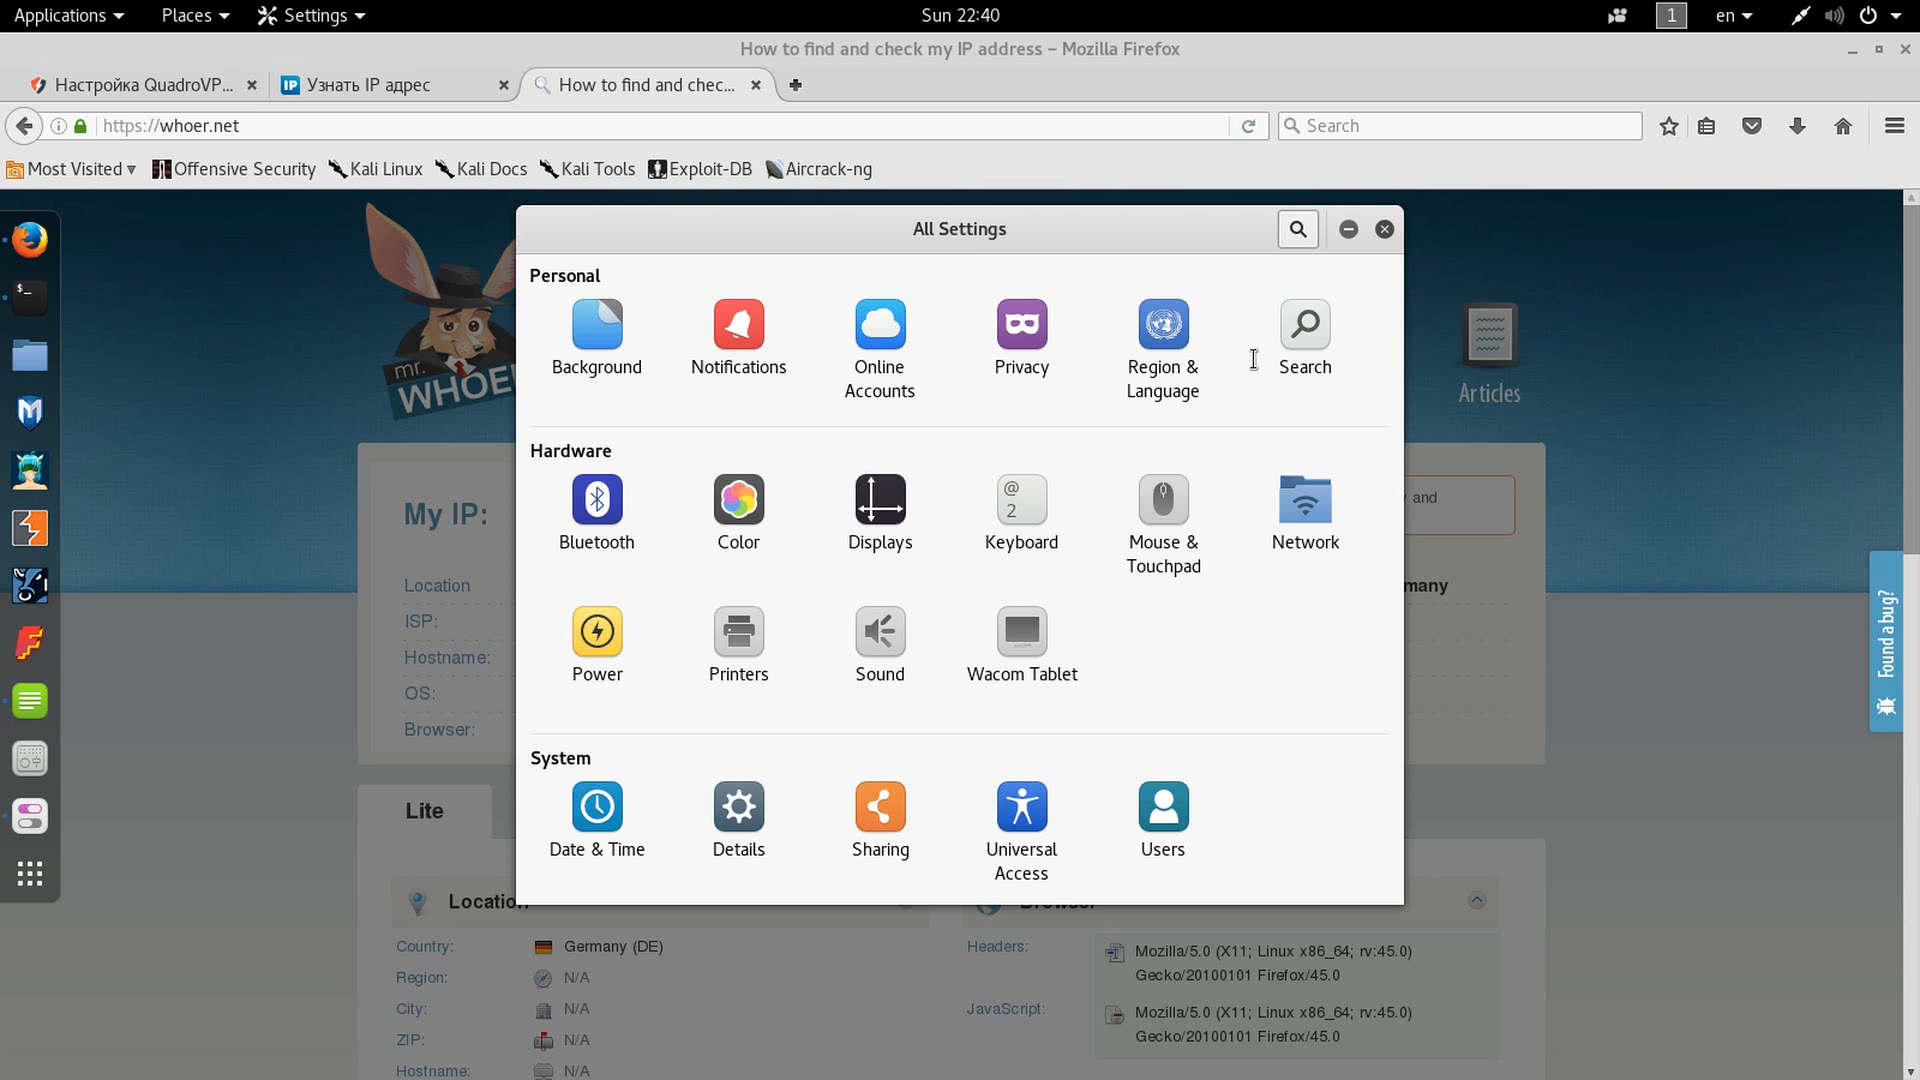 Applications Places Settings Sun 22:40 1 en
How to find and check my IP address – Mozilla Firefox
Настройка QuadroVP... IP Узнать IP адрес How to find and chec...
https://whoer.net Search
Most Visited Offensive Security Kali Linux Kali Docs Kali Tools Exploit-DB Aircrack-ng
All Settings
Personal
Background Notifications Online Accounts Privacy Region & Language Search
Hardware
Bluetooth Color Displays Keyboard Mouse & Touchpad Network
Power Printers Sound Wacom Tablet
System
Date & Time Details Sharing Universal Access Users
mr.
WHOER
Articles
My IP:
y and
Location
many
ISP:
Hostname:
OS:
Browser:
Found a bug?
Lite
Location
Browser
Country: Germany (DE)
Region: N/A
City: N/A
ZIP: N/A
Hostname: N/A
Headers: Mozilla/5.0 (X11; Linux x86_64; rv:45.0)
Gecko/20100101 Firefox/45.0
JavaScript: Mozilla/5.0 (X11; Linux x86_64; rv:45.0)
Gecko/20100101 Firefox/45.0